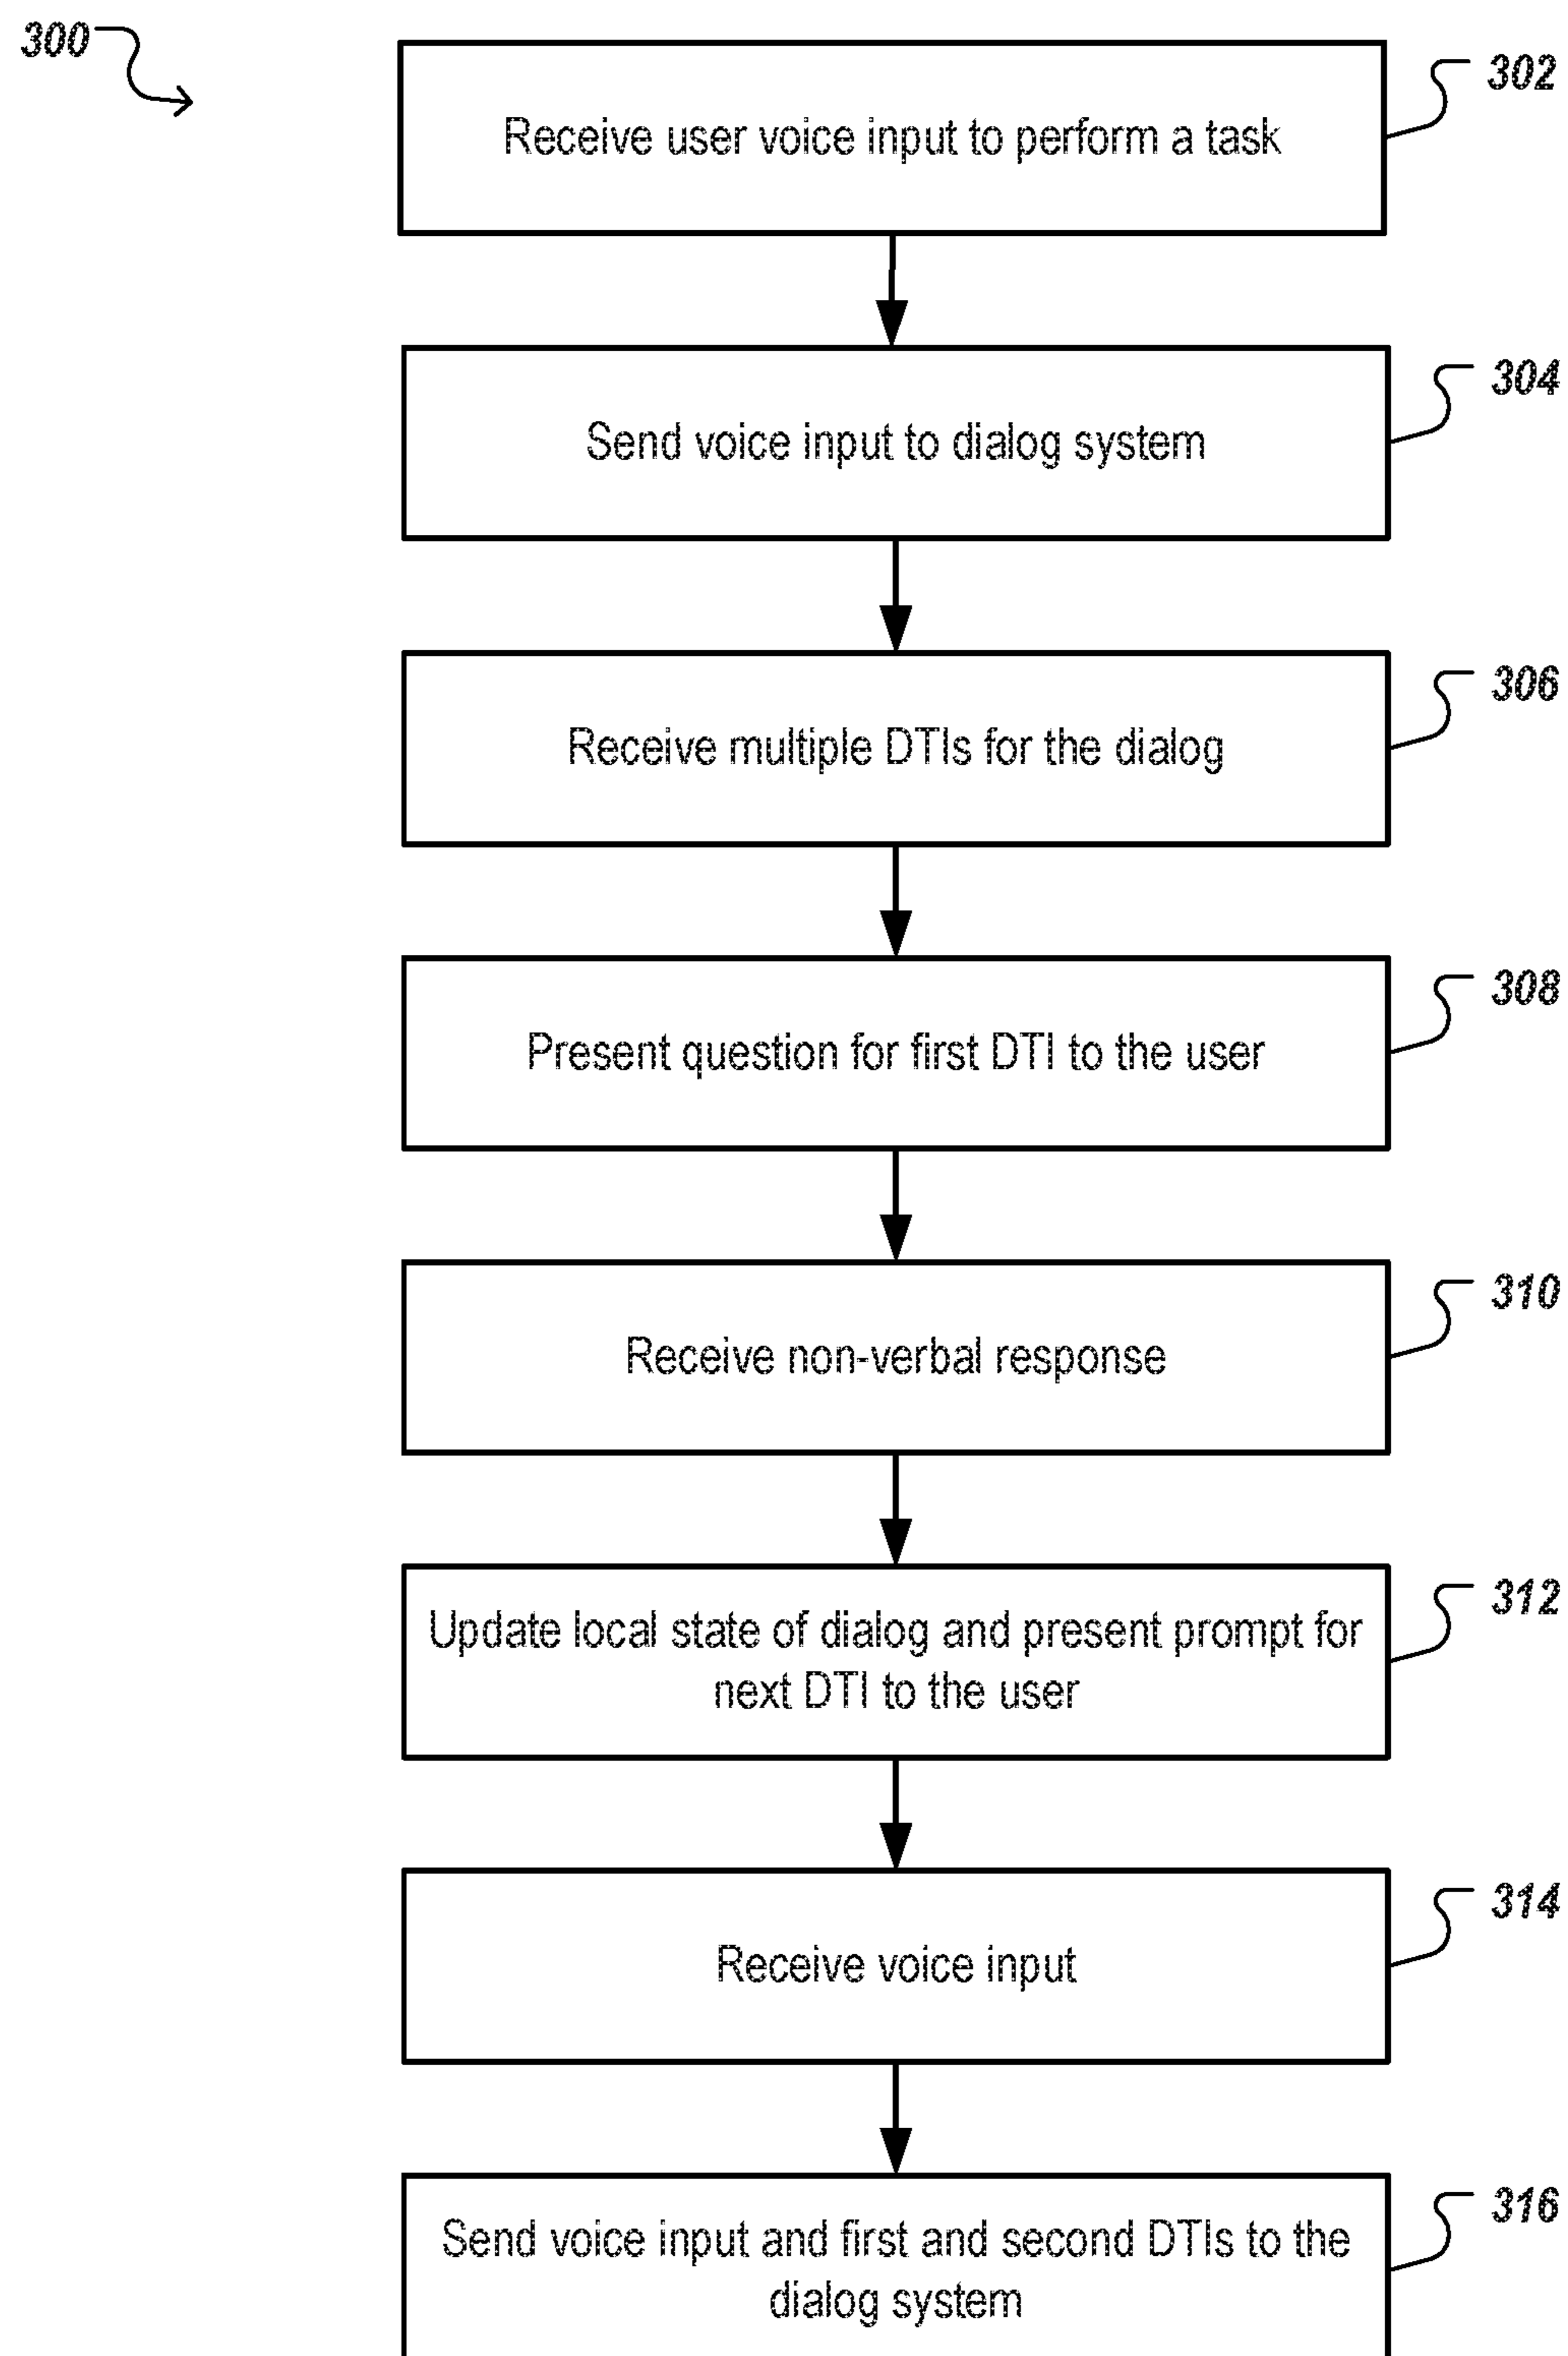 300
302
Receive user voice input to perform a task
304
Send voice input to dialog system
306
Receive multiple DTIs for the dialog
308
Present question for first DTI to the user
310
Receive non-verbal response
312
Update local state of dialog and present prompt for
next DTI to the user
314
Receive voice input
316
Send voice input and first and second DTIs to the
dialog system